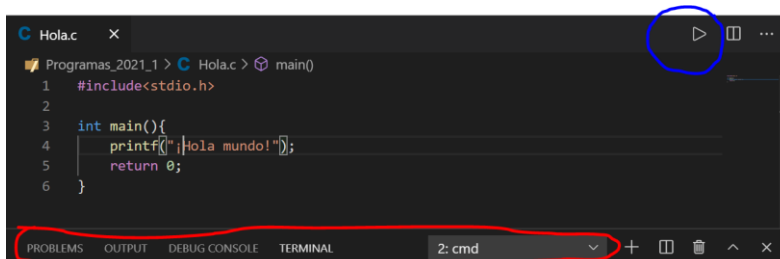 C Hola.c ×
Programas_2021_1 > C Hola.c > main()
1 #include<stdio.h>
2
3 int main(){
4 printf("¡Hola mundo!");
5 return 0;
6 }
PROBLEMS OUTPUT DEBUG CONSOLE TERMINAL 2: cmd